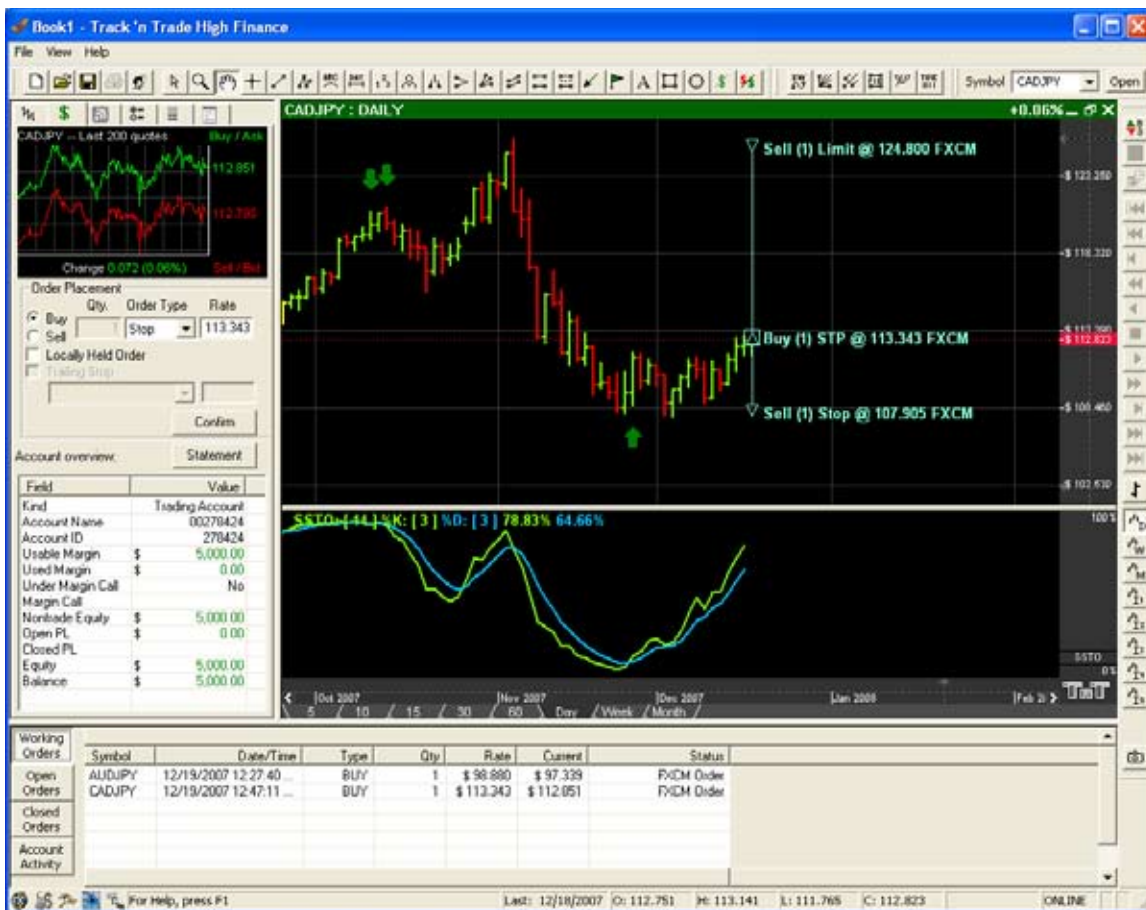 Book1 - Track 'n Trade High Finance
File View Help
Symbol CADJPY Open
CADJPY -- Last 200 quotes Buy / Ask
112.851
Change 0.072 (0.06%) Sell / Bid
Order Placement
Qty. Order Type Rate
Buy
Sell
1 Stop 113.343
Locally Held Order
Trailing Stop
Confirm
Account overview: Statement
Field Value
Kind Trading Account
Account Name 00278424
Account ID 278424
Usable Margin $ 5,000.00
Used Margin $ 0.00
Under Margin Call No
Margin Call
Nontrade Equity $ 5,000.00
Open PL $ 0.00
Closed PL
Equity $ 5,000.00
Balance $ 5,000.00
CADJPY : DAILY +0.06%
Sell (1) Limit @ 124.800 FXCM
Buy (1) STP @ 113.343 FXCM
Sell (1) Stop @ 107.905 FXCM
$ 123.250
$ 118.320
$ 112.823
$ 108.460
SSTO: [ 14 ] %K: [ 3 ] %D: [ 3 ] 78.83% 64.66%
100%
SSTO
0%
Oct 2007 Nov 2007 Dec 2007 Jan 2008
TnT
5 10 15 30 60 Day Week Month
Working Orders
Open Orders
Closed Orders
Account Activity
Symbol Date/Time Type Qty Rate Current Status
AUDJPY 12/19/2007 12:27:40 ... BUY 1 $ 98.880 $ 97.339 FXCM Order
CADJPY 12/19/2007 12:47:11 ... BUY 1 $ 113.343 $ 112.851 FXCM Order
For Help, press F1 Last: 12/18/2007 O: 112.751 H: 113.141 L: 111.765 C: 112.823 ONLINE